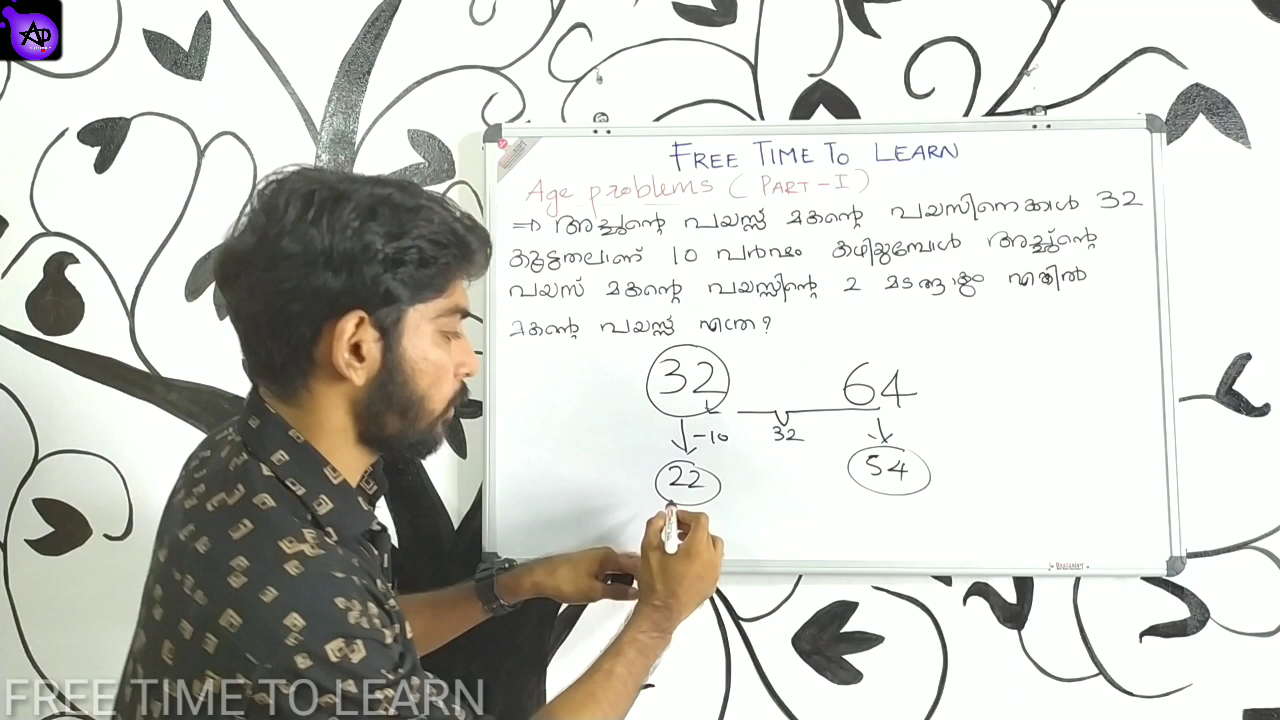 FREE TIME TO LEARN
Age problems (PART-I)
⇒ അച്ഛന്റെ വയസ്സ് മകന്റെ വയസിനെക്കാൾ 32
കൂടുതലാണ് 10 വർഷം കഴിയുമ്പോൾ അച്ഛന്റെ
വയസ് മകന്റെ വയസ്സിന്റെ 2 മടങ്ങാകും എങ്കിൽ
മകന്റെ വയസ്സ് എത്ര?
32 64
-10 32
22 54
FREE TIME TO LEARN